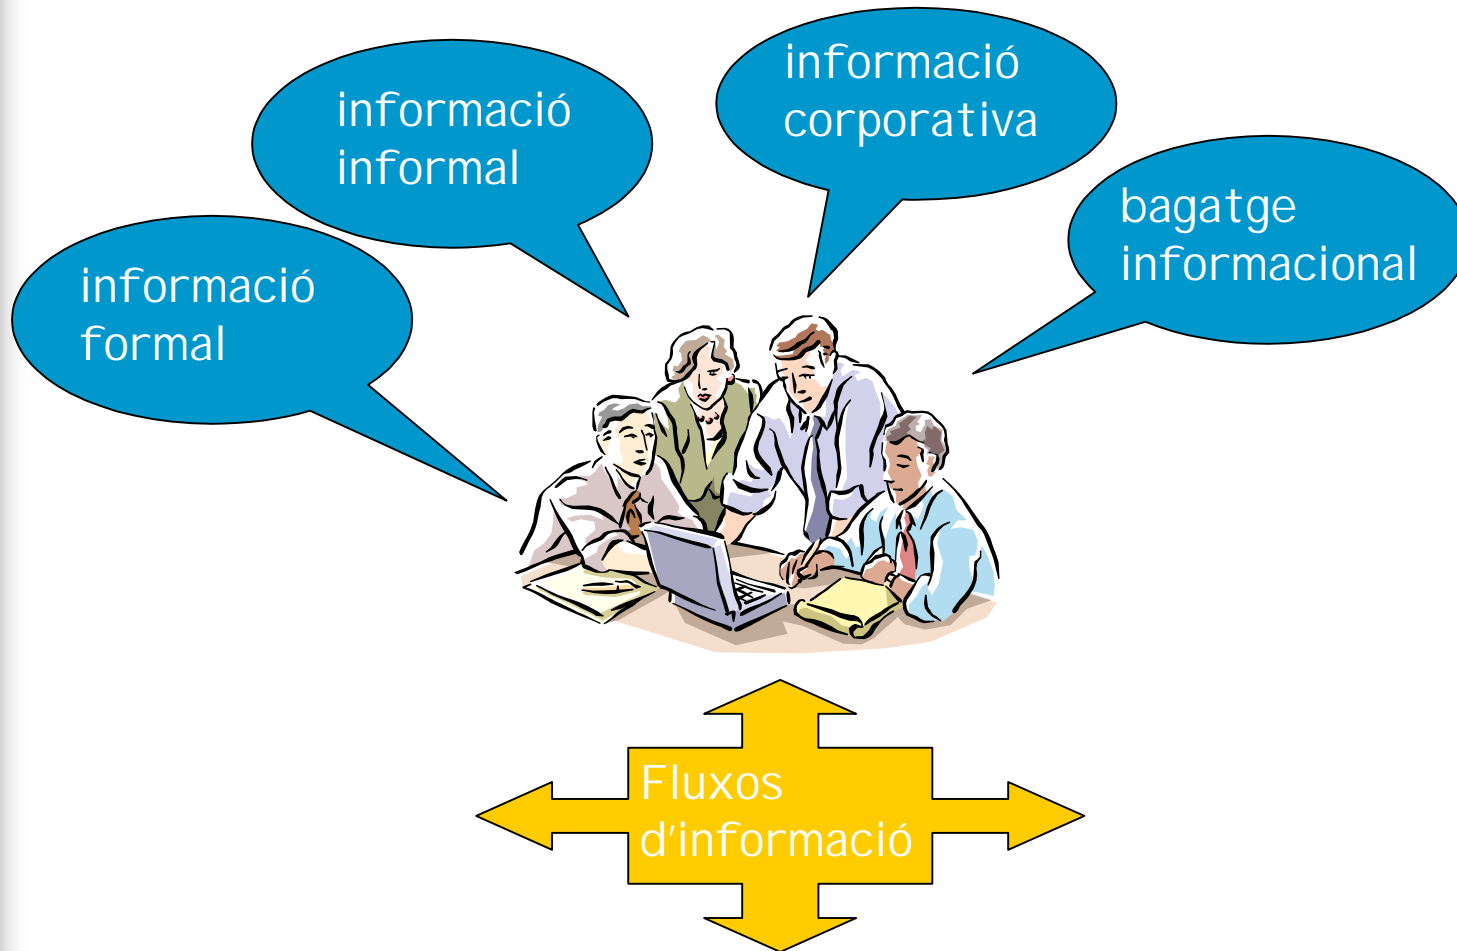 informació
formal
informació
informal
informació
corporativa
bagatge
informacional
Fluxos
d'informació